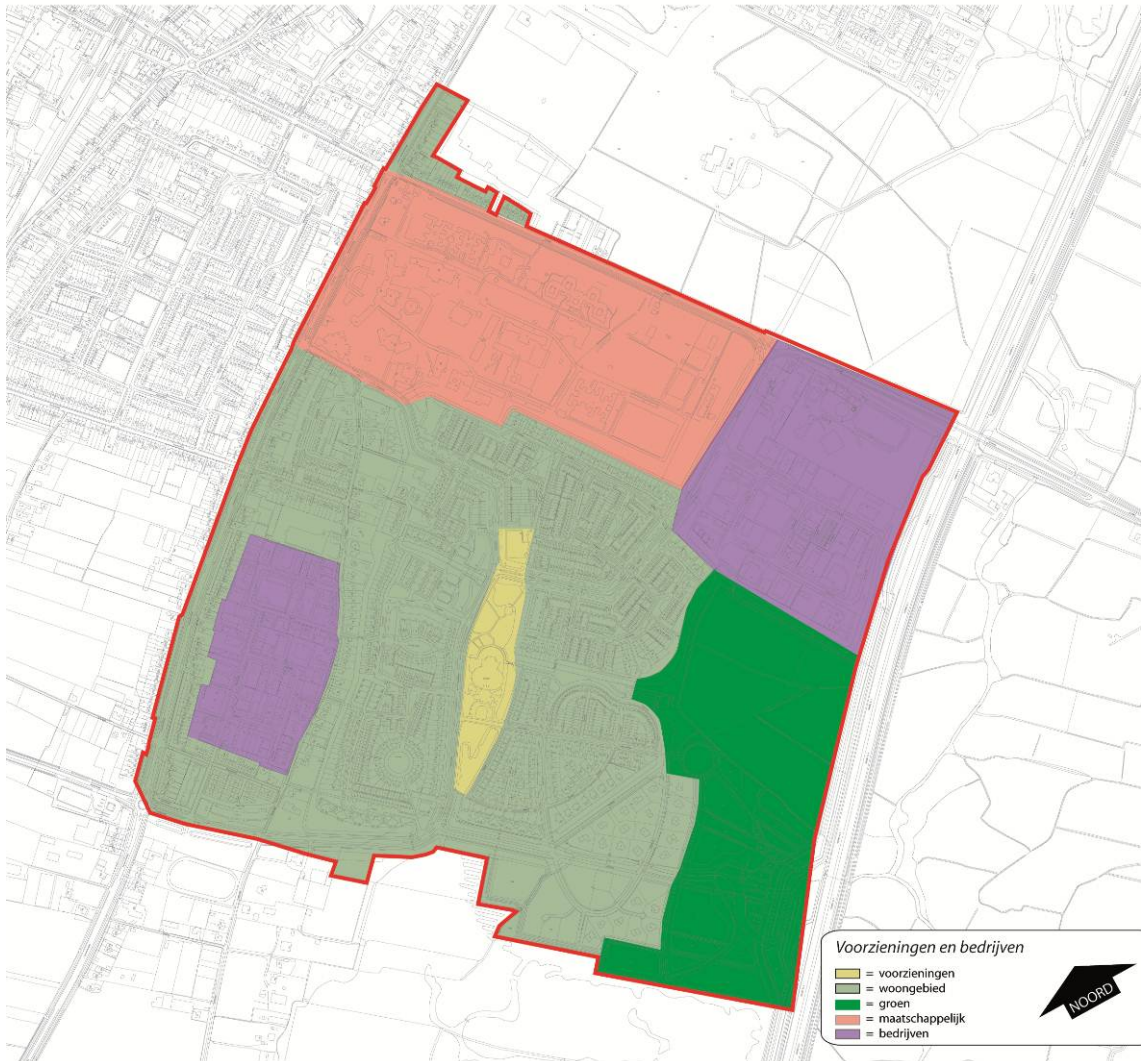 Voorzieningen en bedrijven
= voorzieningen
= woongebied
= groen
= maatschappelijk
= bedrijven
NOORD